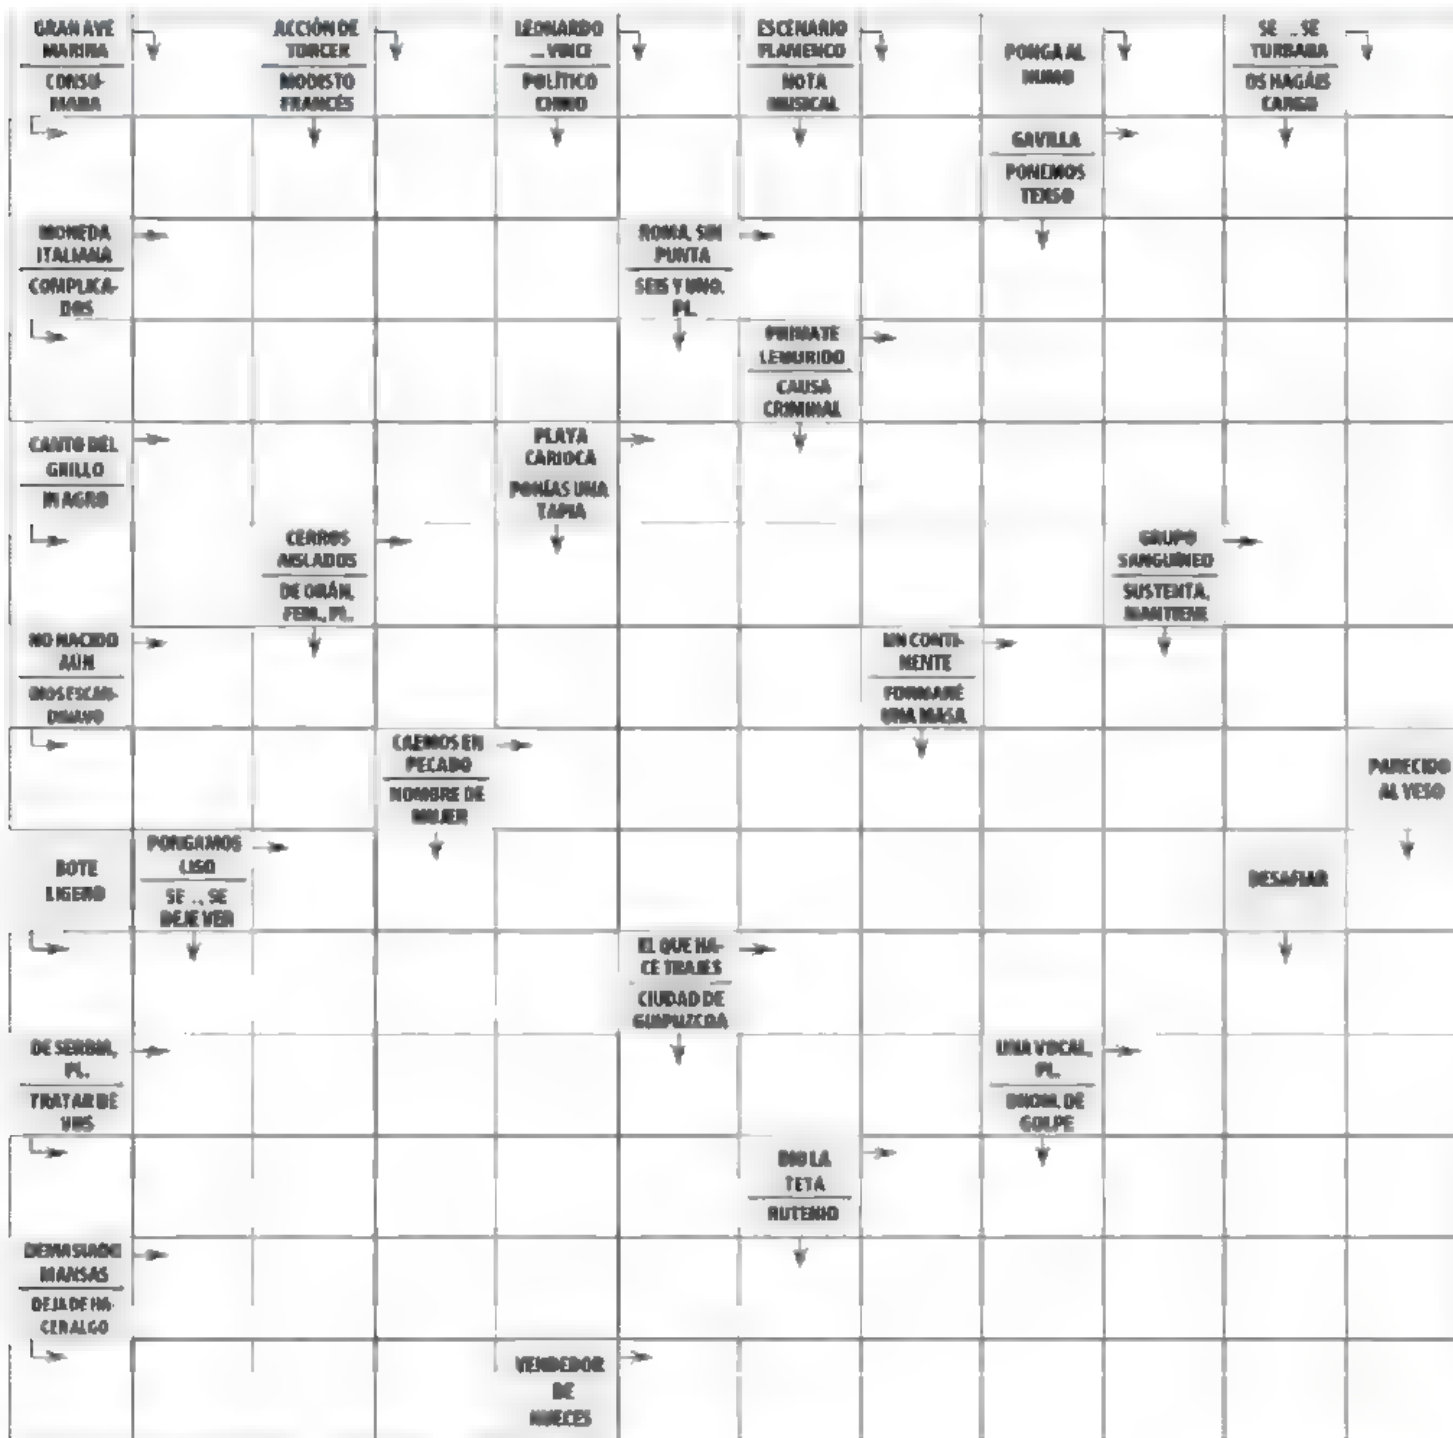 GRAN AVE
MARINA
CONSU-
MARA
ACCIÓN DE
TORCER
MODISTO
FRANCÉS
LEONARDO
... VINCI
POLÍTICO
CHINO
ESCENARIO
FLAMENCO
NOTA
MUSICAL
PONGA AL
HUMO
SE ... SE
TURBARA
OS HAGÁIS
CARGO
GAVILLA
PONEMOS
TENSO
MONEDA
ITALIANA
COMPLICA-
DOS
ROMA, SIN
PUNTA
SEIS Y UNO,
PL.
PRIMATE
LEMÚRIDO
CAUSA
CRIMINAL
CANTO DEL
GRILLO
IN AGRO
PLAYA
CARIOCA
PONÍAS UNA
TAPIA
CERROS
AISLADOS
DE ORÁN,
FEM., PL.
GRUPO
SANGUÍNEO
SUSTENTA,
MANTIENE
NO NACIDO
AÚN
DIOS ESCAN-
DINAVO
UN CONTI-
NENTE
FORMARÉ
UNA MASA
CAEMOS EN
PECADO
NOMBRE DE
MUJER
PARECIDO
AL YESO
BOTE
LIGERO
PONGAMOS
LISO
SE ..., SE
DEJE VER
DESAFIAR
EL QUE HA-
CE TRAJES
CIUDAD DE
GUIPÚZCOA
DE SERBIA,
PL.
TRATAR DE
VOS
UNA VOCAL,
PL.
ONOM. DE
GOLPE
DIO LA
TETA
RUTENIO
DEMASIADO
MANSAS
DEJA DE HA-
CER ALGO
VENDEDOR
DE
NUECES